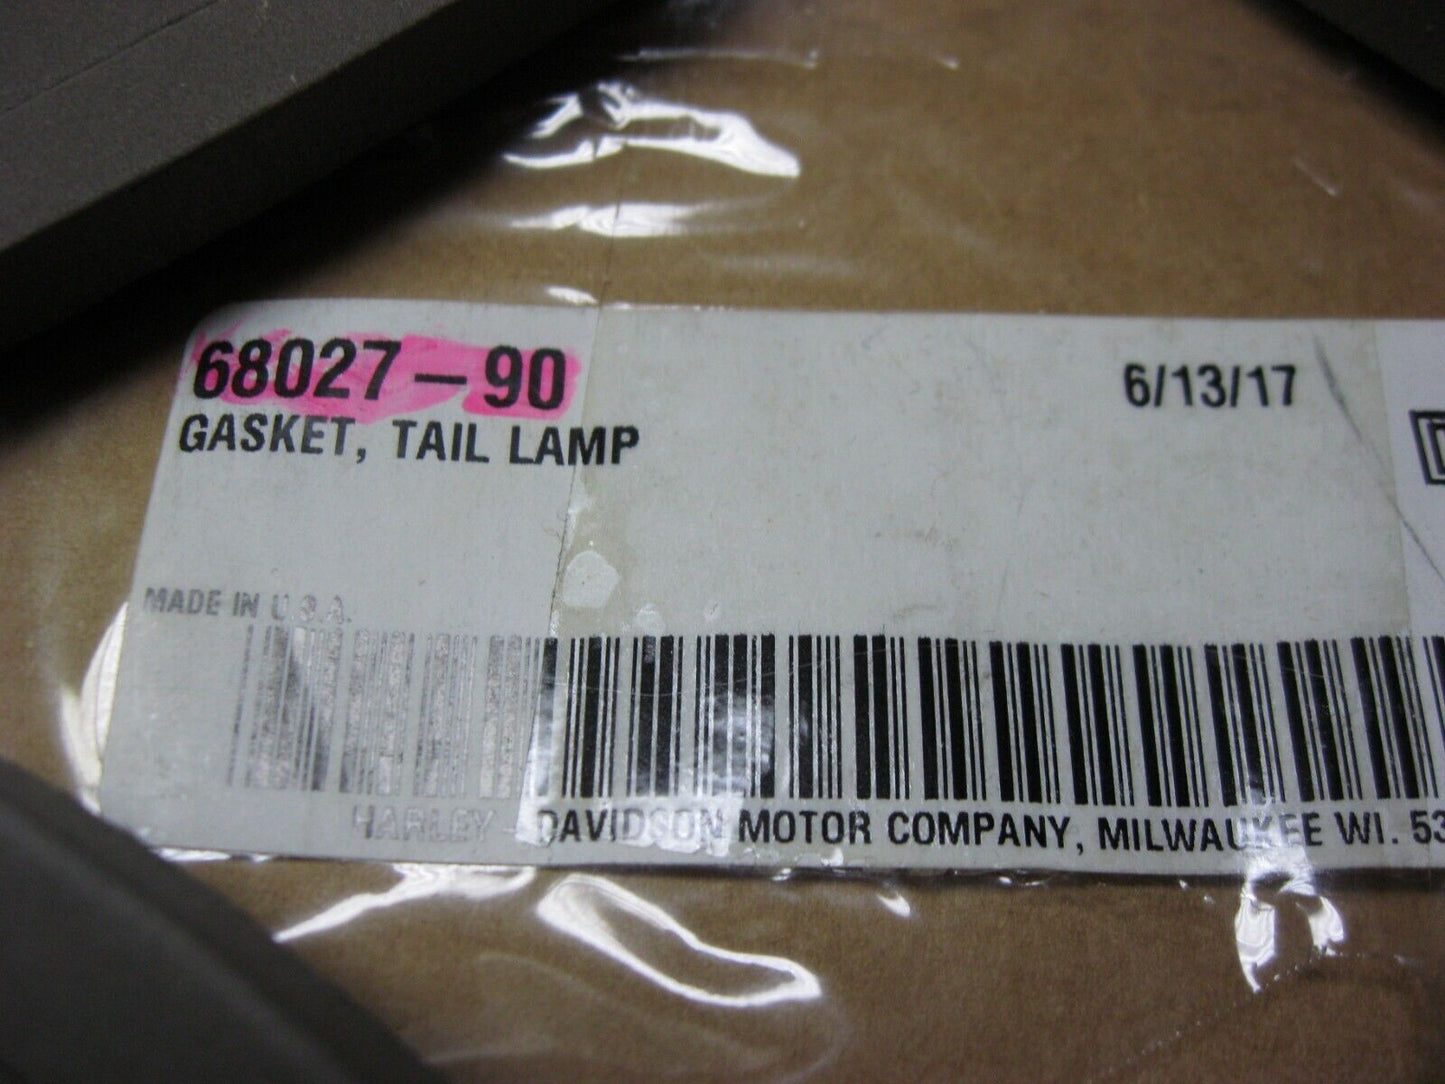 68027-90
6/13/17
GASKET, TAIL LAMP
MADE IN U.S.A.
HARLEY-DAVIDSON MOTOR COMPANY, MILWAUKEE WI. 53